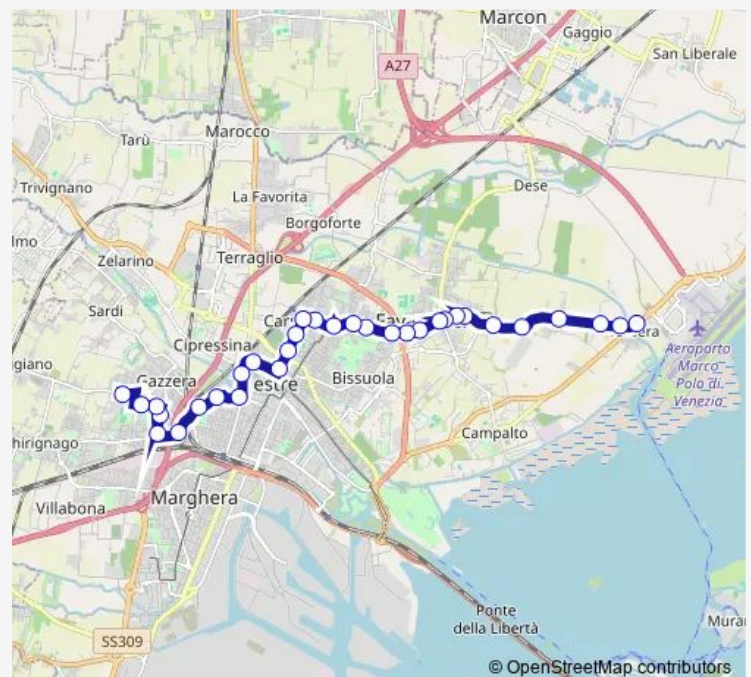 Marcon
Gaggio
San Liberale
A27
Tarù
Marocco
Trivignano
Dese
La Favorita
Borgoforte
Terraglio
Zelarino
Sardi
Cipressina
Gazzera
Bissuola
Aeroporto
Marco
Polo di
Venezia
Campalto
Marghera
Villabona
Ponte
della Libertà
SS309
© OpenStreetMap contributors